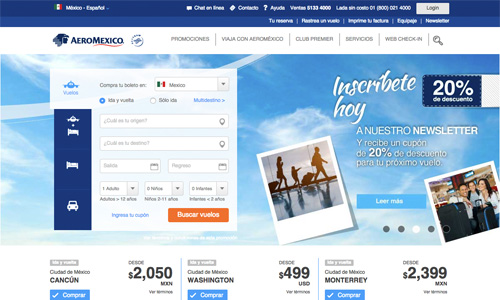 México - Español
Chat en línea
Contacto
Ayuda
Ventas 5133 4000
Lada sin costo 01 (800) 021 4000
Login
Tu reserva | Rastrea un vuelo | Imprime tu factura | Equipaje | Newsletter
AEROMEXICO.
PROMOCIONES
VIAJA CON AEROMÉXICO
CLUB PREMIER
SERVICIOS
WEB CHECK-IN
Vuelos
Compra tu boleto en:
Mexico
Ida y vuelta
Sólo ida
Multidestino >
¿Cuál es tu origen?
¿Cuál es tu destino?
Salida
Regreso
1 Adulto
0 Niños
0 Infantes
Adultos > 12 años
Niños 2-11 años
Infantes < 2 años
Ingresa tu cupón
Buscar vuelos
Inscríbete
hoy
20%
de descuento
A NUESTRO NEWSLETTER
Y recibe un cupón
de 20% de descuento
para tu próximo vuelo
Leer más
Ida y vuelta
Ciudad de México
CANCÚN
Comprar
DESDE
$2,050
MXN
Ver términos
Ida y vuelta
Ciudad de México
WASHINGTON
Comprar
DESDE
$499
USD
Ver términos
Ida y vuelta
Ciudad de México
MONTERREY
Comprar
DESDE
$2,399
MXN
Ver términos